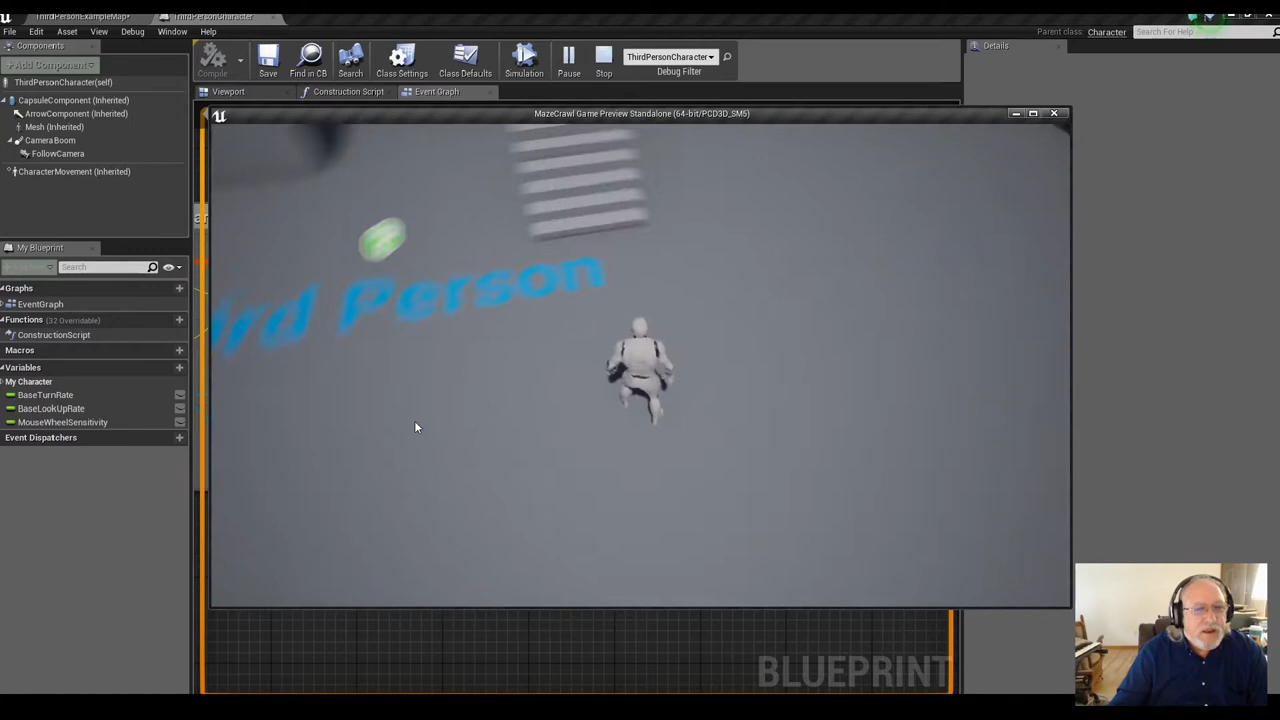 ThirdPersonExampleMap*
ThirdPersonCharacter
File Edit Asset View Debug Window Help
Parent class: Character Search For Help
Components
Add Component
ThirdPersonCharacter(self)
CapsuleComponent (Inherited)
ArrowComponent (Inherited)
Mesh (Inherited)
CameraBoom
FollowCamera
CharacterMovement (Inherited)
Compile Save Find in CB Search Class Settings Class Defaults Simulation Pause Stop
ThirdPersonCharacter
Debug Filter
Viewport Construction Script Event Graph
Details
MazeCrawl Game Preview Standalone (64-bit/PCD3D_SM5)
Person
My Blueprint
Search
Graphs
EventGraph
Functions (32 Overridable)
ConstructionScript
Macros
Variables
My Character
BaseTurnRate
BaseLookUpRate
MouseWheelSensitivity
Event Dispatchers
BLUEPRINT